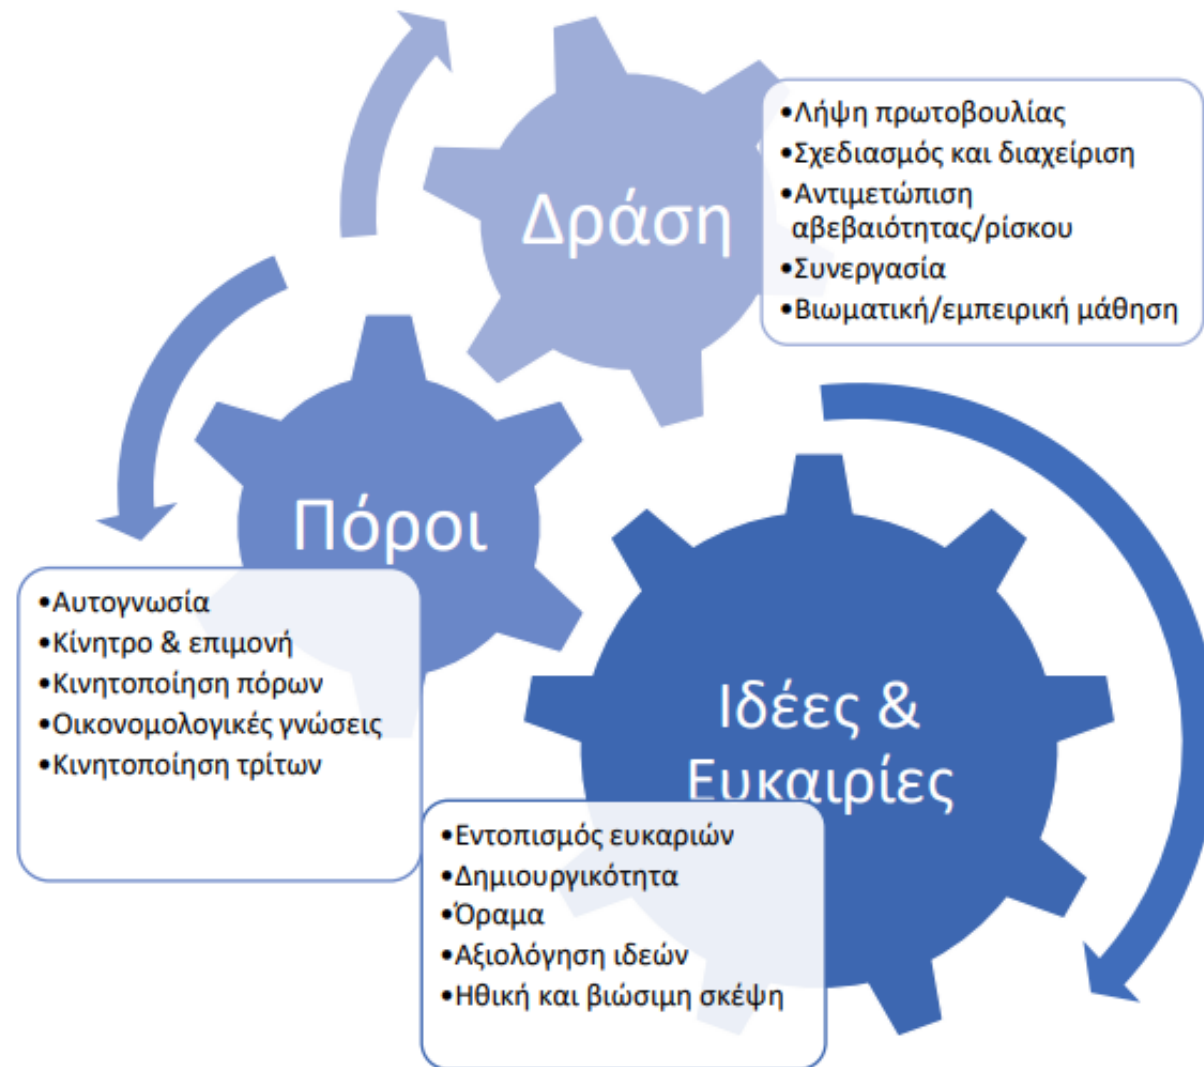 Δράση
•Λήψη πρωτοβουλίας
•Σχεδιασμός και διαχείριση
•Αντιμετώπιση
αβεβαιότητας/ρίσκου
•Συνεργασία
•Βιωματική/εμπειρική μάθηση
Πόροι
•Αυτογνωσία
•Κίνητρο & επιμονή
•Κινητοποίηση πόρων
•Οικονομολογικές γνώσεις
•Κινητοποίηση τρίτων
Ιδέες &
Ευκαιρίες
•Εντοπισμός ευκαριών
•Δημιουργικότητα
•Όραμα
•Αξιολόγηση ιδεών
•Ηθική και βιώσιμη σκέψη